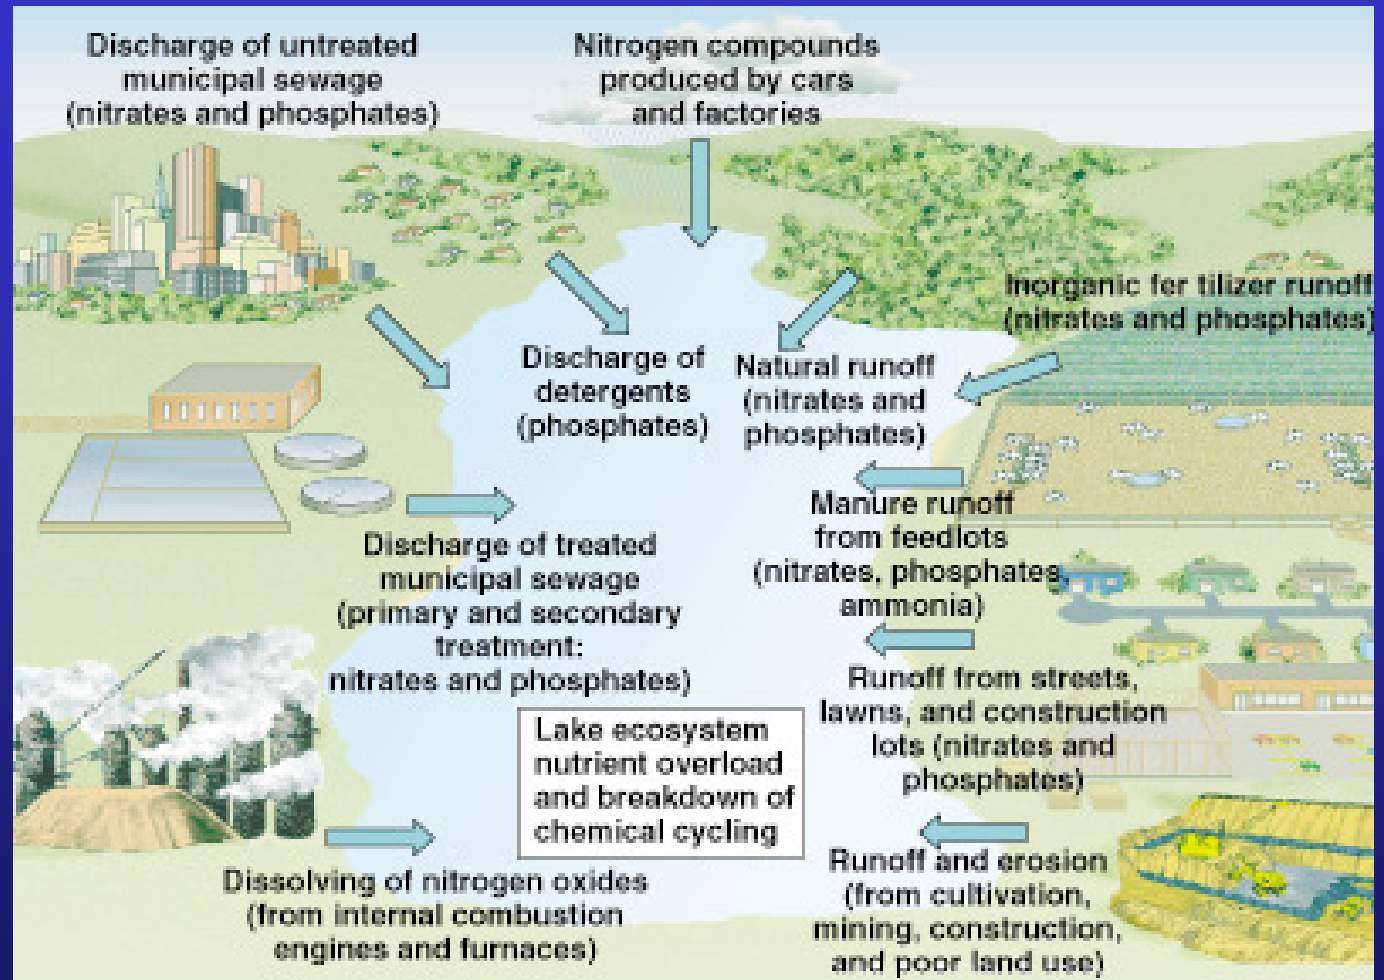 Discharge of untreated
municipal sewage
(nitrates and phosphates)
Nitrogen compounds
produced by cars
and factories
Inorganic fer tilizer runoff
(nitrates and phosphates)
Discharge of
detergents
(phosphates)
Natural runoff
(nitrates and
phosphates)
Manure runoff
from feedlots
(nitrates, phosphates,
ammonia)
Discharge of treated
municipal sewage
(primary and secondary
treatment:
nitrates and phosphates)
Runoff from streets,
lawns, and construction
lots (nitrates and
phosphates)
Lake ecosystem
nutrient overload
and breakdown of
chemical cycling
Dissolving of nitrogen oxides
(from internal combustion
engines and furnaces)
Runoff and erosion
(from cultivation,
mining, construction,
and poor land use)